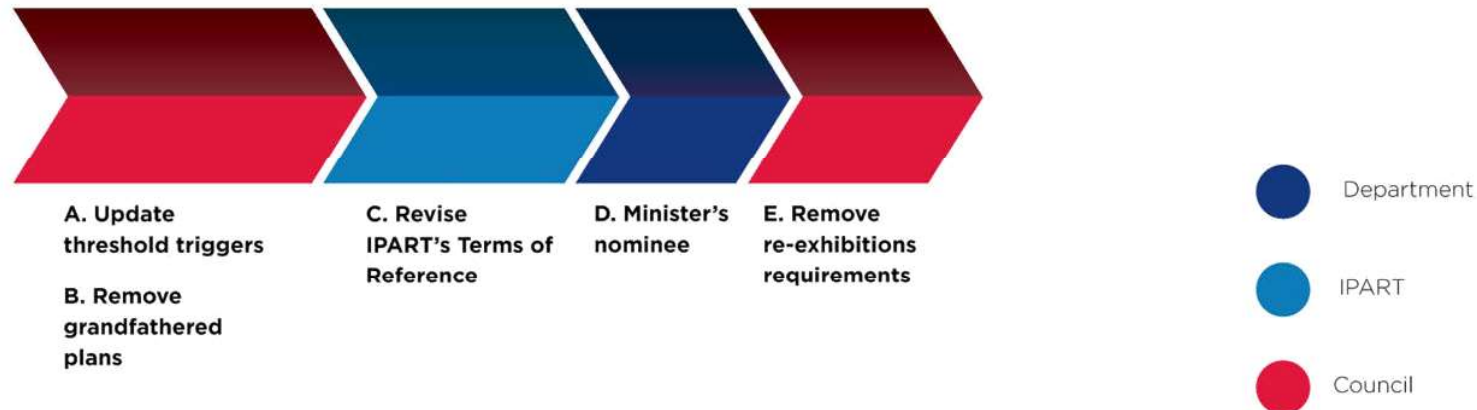 A. Update
threshold triggers
B. Remove
grandfathered
plans
C. Revise
IPART's Terms of
Reference
D. Minister's
nominee
E. Remove
re-exhibitions
requirements
Department
IPART
Council